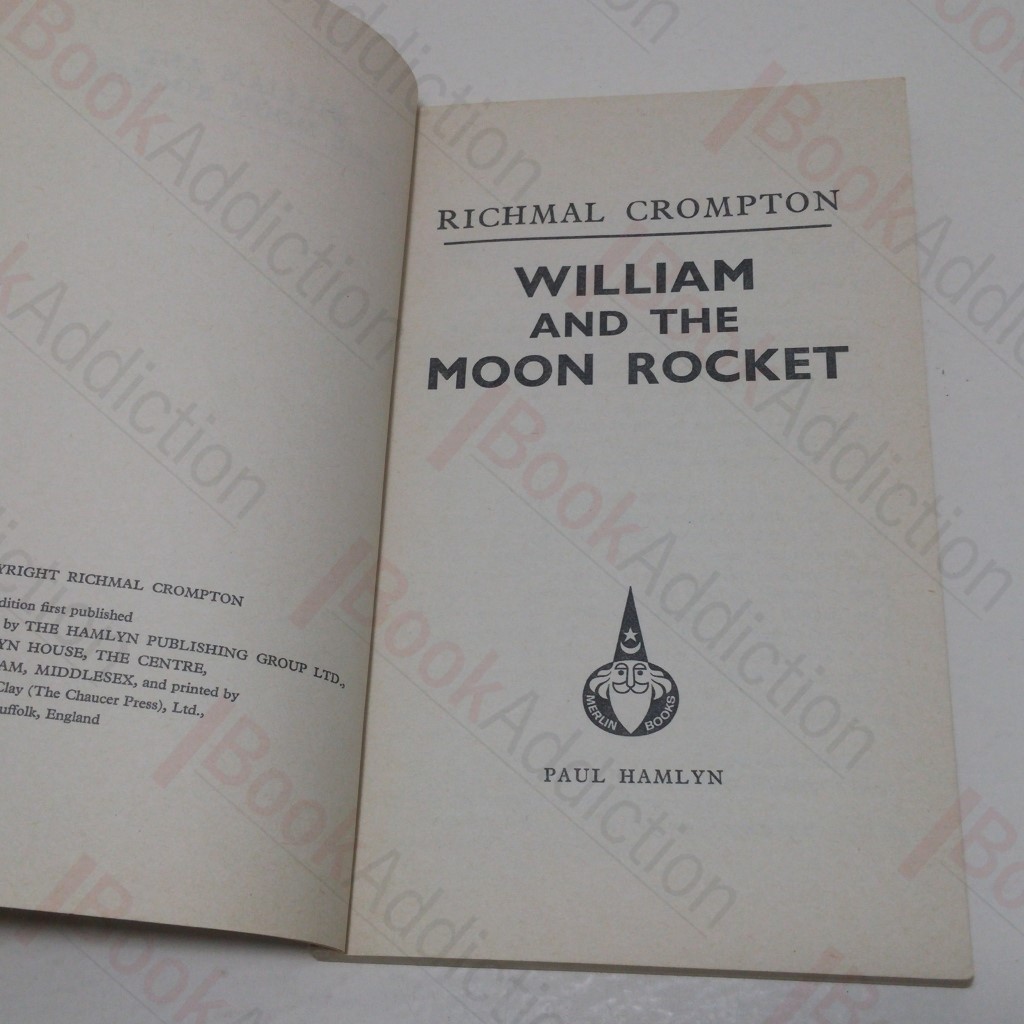 YRIGHT RICHMAL CROMPTON
dition first published
by THE HAMLYN PUBLISHING GROUP LTD.,
YN HOUSE, THE CENTRE,
AM, MIDDLESEX, and printed by
Clay (The Chaucer Press), Ltd.,
uffolk, England
RICHMAL CROMPTON
WILLIAM
AND THE
MOON ROCKET
MERLIN BOOKS
PAUL HAMLYN
BookAddiction